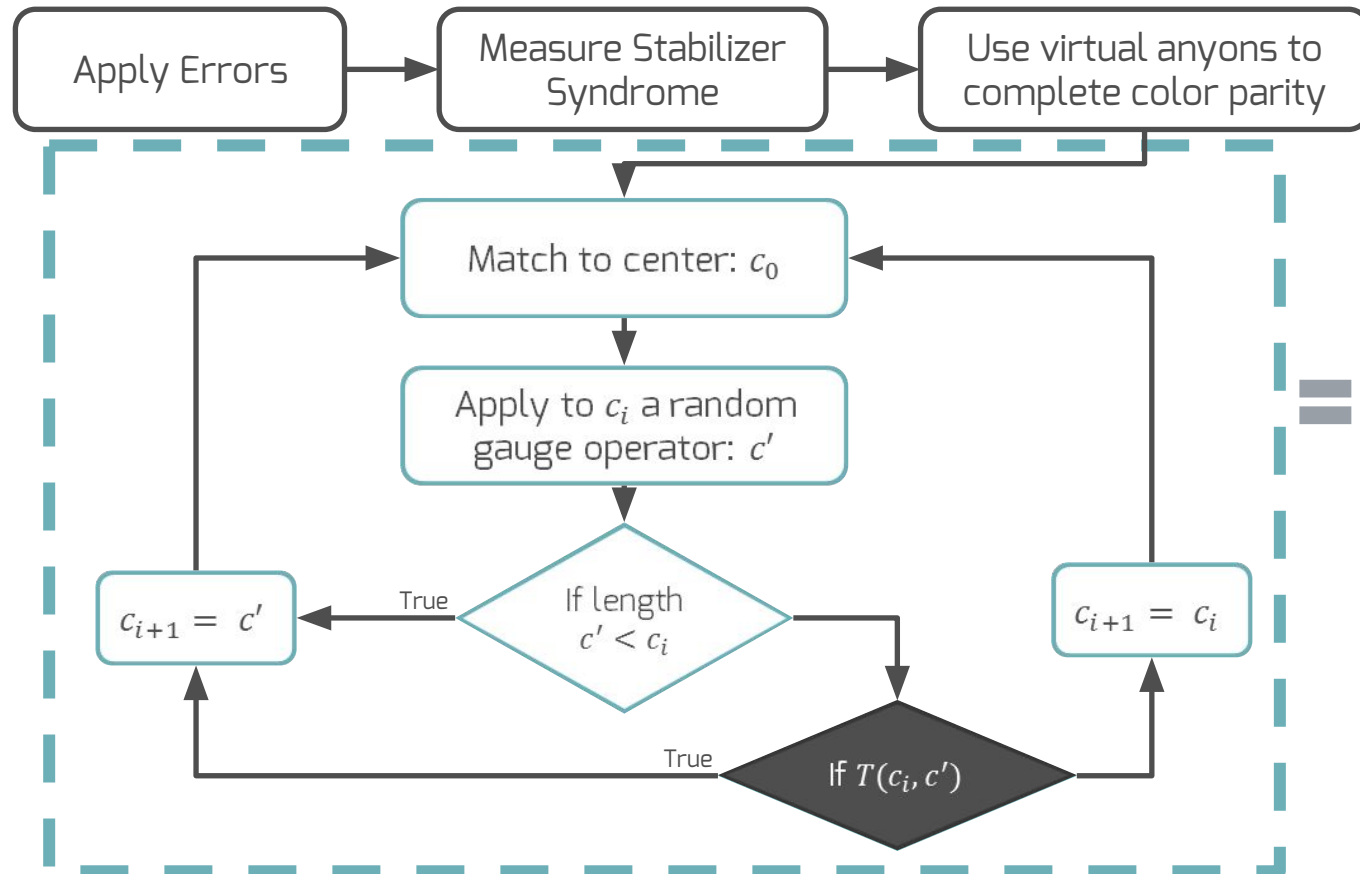 Apply Errors
Measure Stabilizer
Syndrome
Use virtual anyons to
complete color parity
Match to center: c₀
Apply to cᵢ a random
gauge operator: c′
If length
c′ < cᵢ
True
cᵢ₊₁ = c′
cᵢ₊₁ = cᵢ
True
If T(cᵢ, c′)